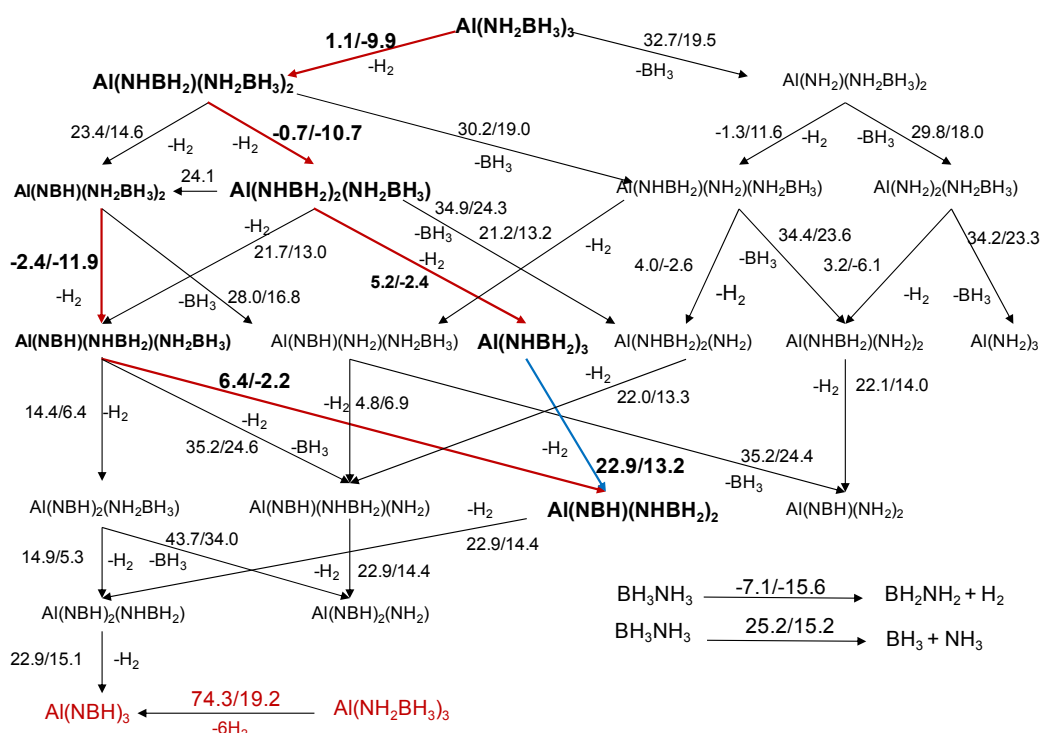 Al(NH₂BH₃)₃
1.1/-9.9
-H₂
32.7/19.5
-BH₃
Al(NHBH₂)(NH₂BH₃)₂
Al(NH₂)(NH₂BH₃)₂
23.4/14.6
-H₂
-H₂
-0.7/-10.7
30.2/19.0
-BH₃
-1.3/11.6
-H₂
-BH₃
29.8/18.0
Al(NBH)(NH₂BH₃)₂
24.1
Al(NHBH₂)₂(NH₂BH₃)
Al(NHBH₂)(NH₂)(NH₂BH₃)
Al(NH₂)₂(NH₂BH₃)
-2.4/-11.9
-H₂
28.0/16.8
-BH₃
-H₂
21.7/13.0
5.2/-2.4
-H₂
34.9/24.3
-BH₃
21.2/13.2
-H₂
4.0/-2.6
-H₂
34.4/23.6
-BH₃
3.2/-6.1
-H₂
34.2/23.3
-BH₃
Al(NBH)(NHBH₂)(NH₂BH₃)
Al(NBH)(NH₂)(NH₂BH₃)
Al(NHBH₂)₃
Al(NHBH₂)₂(NH₂)
Al(NHBH₂)(NH₂)₂
Al(NH₂)₃
14.4/6.4
-H₂
6.4/-2.2
-H₂
35.2/24.6
-BH₃
-H₂
4.8/6.9
-H₂
22.9/13.2
-H₂
22.0/13.3
35.2/24.4
-BH₃
-H₂
22.1/14.0
Al(NBH)₂(NH₂BH₃)
Al(NBH)(NHBH₂)(NH₂)
Al(NBH)(NHBH₂)₂
Al(NBH)(NH₂)₂
14.9/5.3
-H₂
43.7/34.0
-BH₃
-H₂
22.9/14.4
-H₂
22.9/14.4
Al(NBH)₂(NHBH₂)
Al(NBH)₂(NH₂)
BH₃NH₃
-7.1/-15.6
BH₂NH₂ + H₂
BH₃NH₃
25.2/15.2
BH₃ + NH₃
22.9/15.1
-H₂
Al(NBH)₃
74.3/19.2
-6H₂
Al(NH₂BH₃)₃